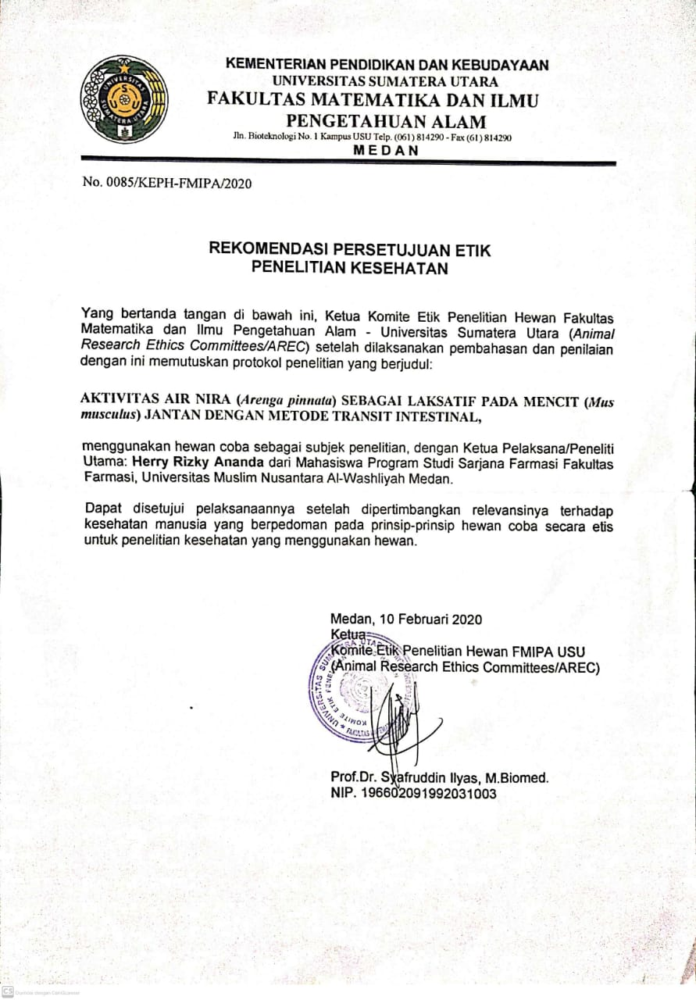 KEMENTERIAN PENDIDIKAN DAN KEBUDAYAAN
UNIVERSITAS SUMATERA UTARA
FAKULTAS MATEMATIKA DAN ILMU
PENGETAHUAN ALAM
Jln. Bioteknologi No. 1 Kampus USU Telp. (061) 814290 - Fax (61) 814290
MEDAN
UNIVERSITAS
SUMATERA UTARA
No. 0085/KEPH-FMIPA/2020
REKOMENDASI PERSETUJUAN ETIK
PENELITIAN KESEHATAN
Yang bertanda tangan di bawah ini, Ketua Komite Etik Penelitian Hewan Fakultas
Matematika dan Ilmu Pengetahuan Alam - Universitas Sumatera Utara (Animal
Research Ethics Committees/AREC) setelah dilaksanakan pembahasan dan penilaian
dengan ini memutuskan protokol penelitian yang berjudul:
AKTIVITAS AIR NIRA (Arenga pinnata) SEBAGAI LAKSATIF PADA MENCIT (Mus
musculus) JANTAN DENGAN METODE TRANSIT INTESTINAL,
menggunakan hewan coba sebagai subjek penelitian, dengan Ketua Pelaksana/Peneliti
Utama: Herry Rizky Ananda dari Mahasiswa Program Studi Sarjana Farmasi Fakultas
Farmasi, Universitas Muslim Nusantara Al-Washliyah Medan.
Dapat disetujui pelaksanaannya setelah dipertimbangkan relevansinya terhadap
kesehatan manusia yang berpedoman pada prinsip-prinsip hewan coba secara etis
untuk penelitian kesehatan yang menggunakan hewan.
Medan, 10 Februari 2020
Ketua
Komite Etik Penelitian Hewan FMIPA USU
(Animal Research Ethics Committees/AREC)
Prof.Dr. Syafruddin Ilyas, M.Biomed.
NIP. 196602091992031003
CS Dipindai dengan CamScanner